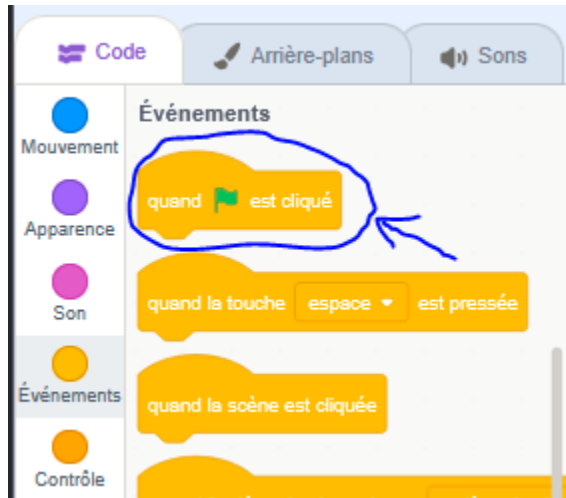 Code
Arrière-plans
Sons
Mouvement
Apparence
Son
Événements
Contrôle
Événements
quand est cliqué
quand la touche espace est pressée
quand la scène est cliquée